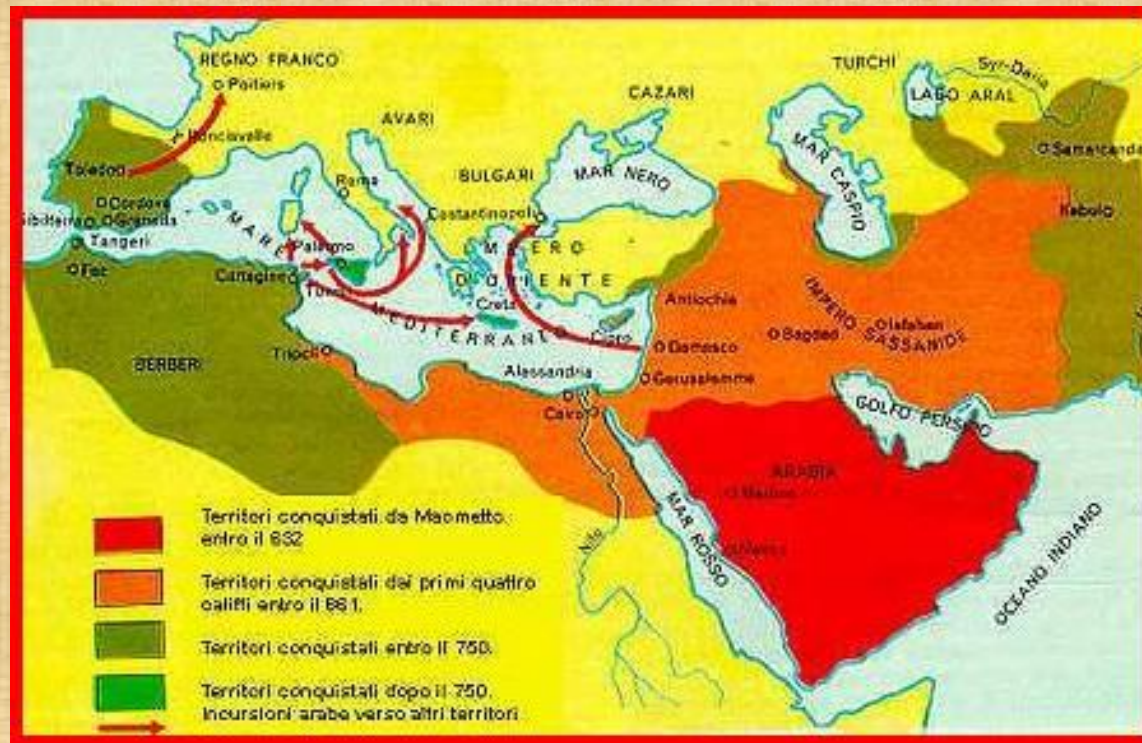 REGNO FRANCO
Poitiers
Roncisvalle
AVARI
CAZARI
TURCHI
Syr-Daria
LAGO ARAL
Samarcanda
Toledo
Roma
BULGARI
MAR NERO
MAR CASPIO
Cordova
Granada
Gibilterra
Tangeri
Fez
Costantinopoli
Kabul
MARE MEDITERRANEO
Palermo
Cartagine
Tunisi
IMPERO D'ORIENTE
Creta
Cipro
Antiochia
IMPERO SASSANIDE
Isfahan
Bagdad
Damasco
BERBERI
Tripoli
Alessandria
Gerusalemme
Cairo
GOLFO PERSICO
ARABIA
Medina
MAR ROSSO
Nilo
OCEANO INDIANO
Territori conquistati da Maometto
entro il 632
Territori conquistati dai primi quattro
califfi entro il 661.
Territori conquistati entro il 750.
Territori conquistati dopo il 750.
Incursioni arabe verso altri territori